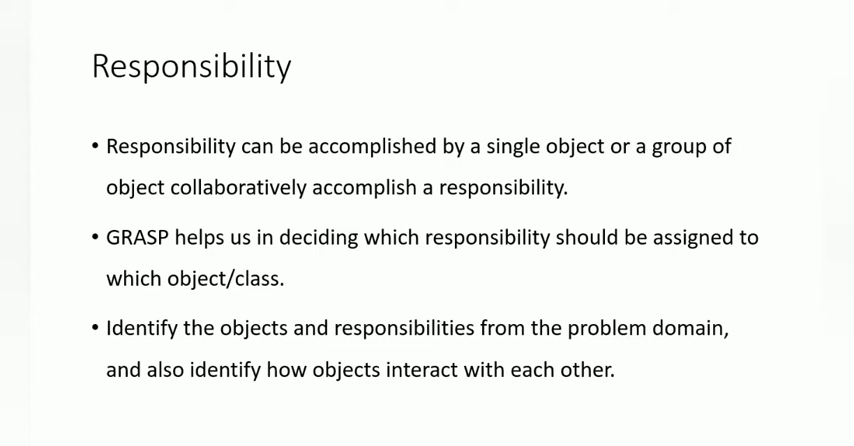 Responsibility
• Responsibility can be accomplished by a single object or a group of
object collaboratively accomplish a responsibility.
• GRASP helps us in deciding which responsibility should be assigned to
which object/class.
• Identify the objects and responsibilities from the problem domain,
and also identify how objects interact with each other.